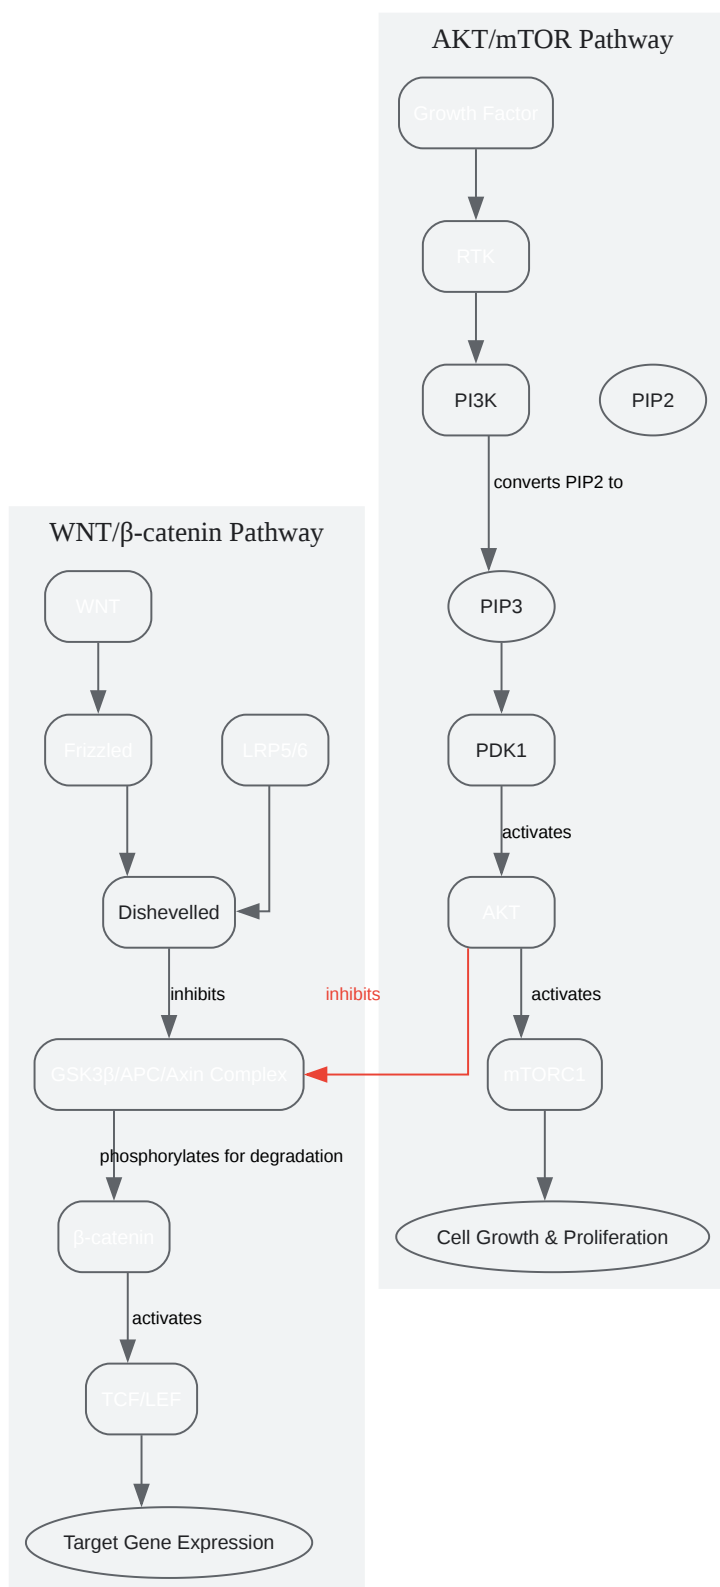 AKT/mTOR Pathway
Growth Factor
RTK
PI3K
PIP2
converts PIP2 to
PIP3
PDK1
activates
AKT
activates
mTORC1
Cell Growth & Proliferation
WNT/β-catenin Pathway
WNT
Frizzled
LRP5/6
Dishevelled
inhibits
inhibits
GSK3β/APC/Axin Complex
phosphorylates for degradation
β-catenin
activates
TCF/LEF
Target Gene Expression